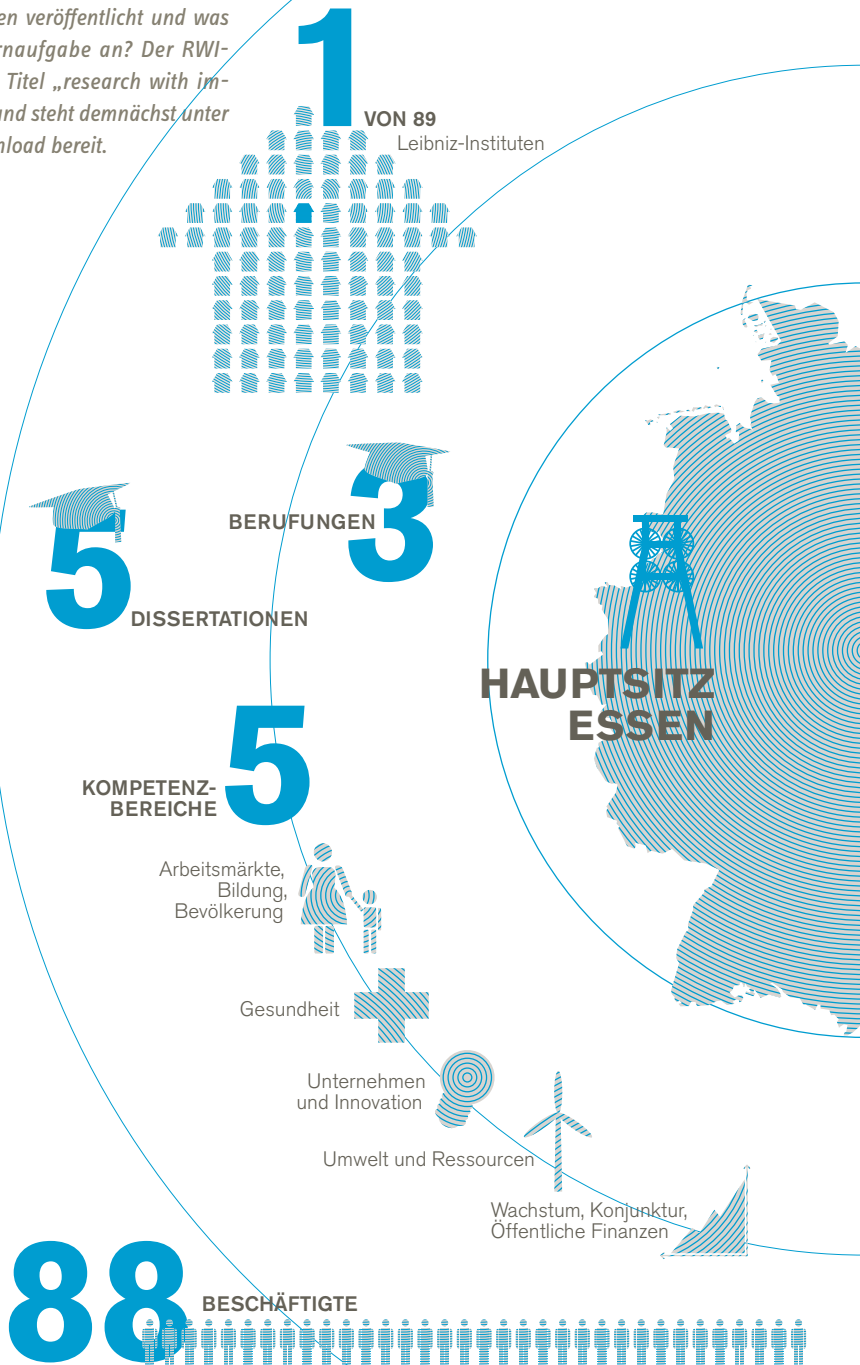 en veröffentlicht und was
rnaufgabe an? Der RWI-
Titel „research with im-
und steht demnächst unter
nload bereit.
1
VON 89
Leibniz-Instituten
3
BERUFUNGEN
5
DISSERTATIONEN
HAUPTSITZ
ESSEN
5
KOMPETENZ-
BEREICHE
Arbeitsmärkte,
Bildung,
Bevölkerung
Gesundheit
Unternehmen
und Innovation
Umwelt und Ressourcen
Wachstum, Konjunktur,
Öffentliche Finanzen
88
BESCHÄFTIGTE